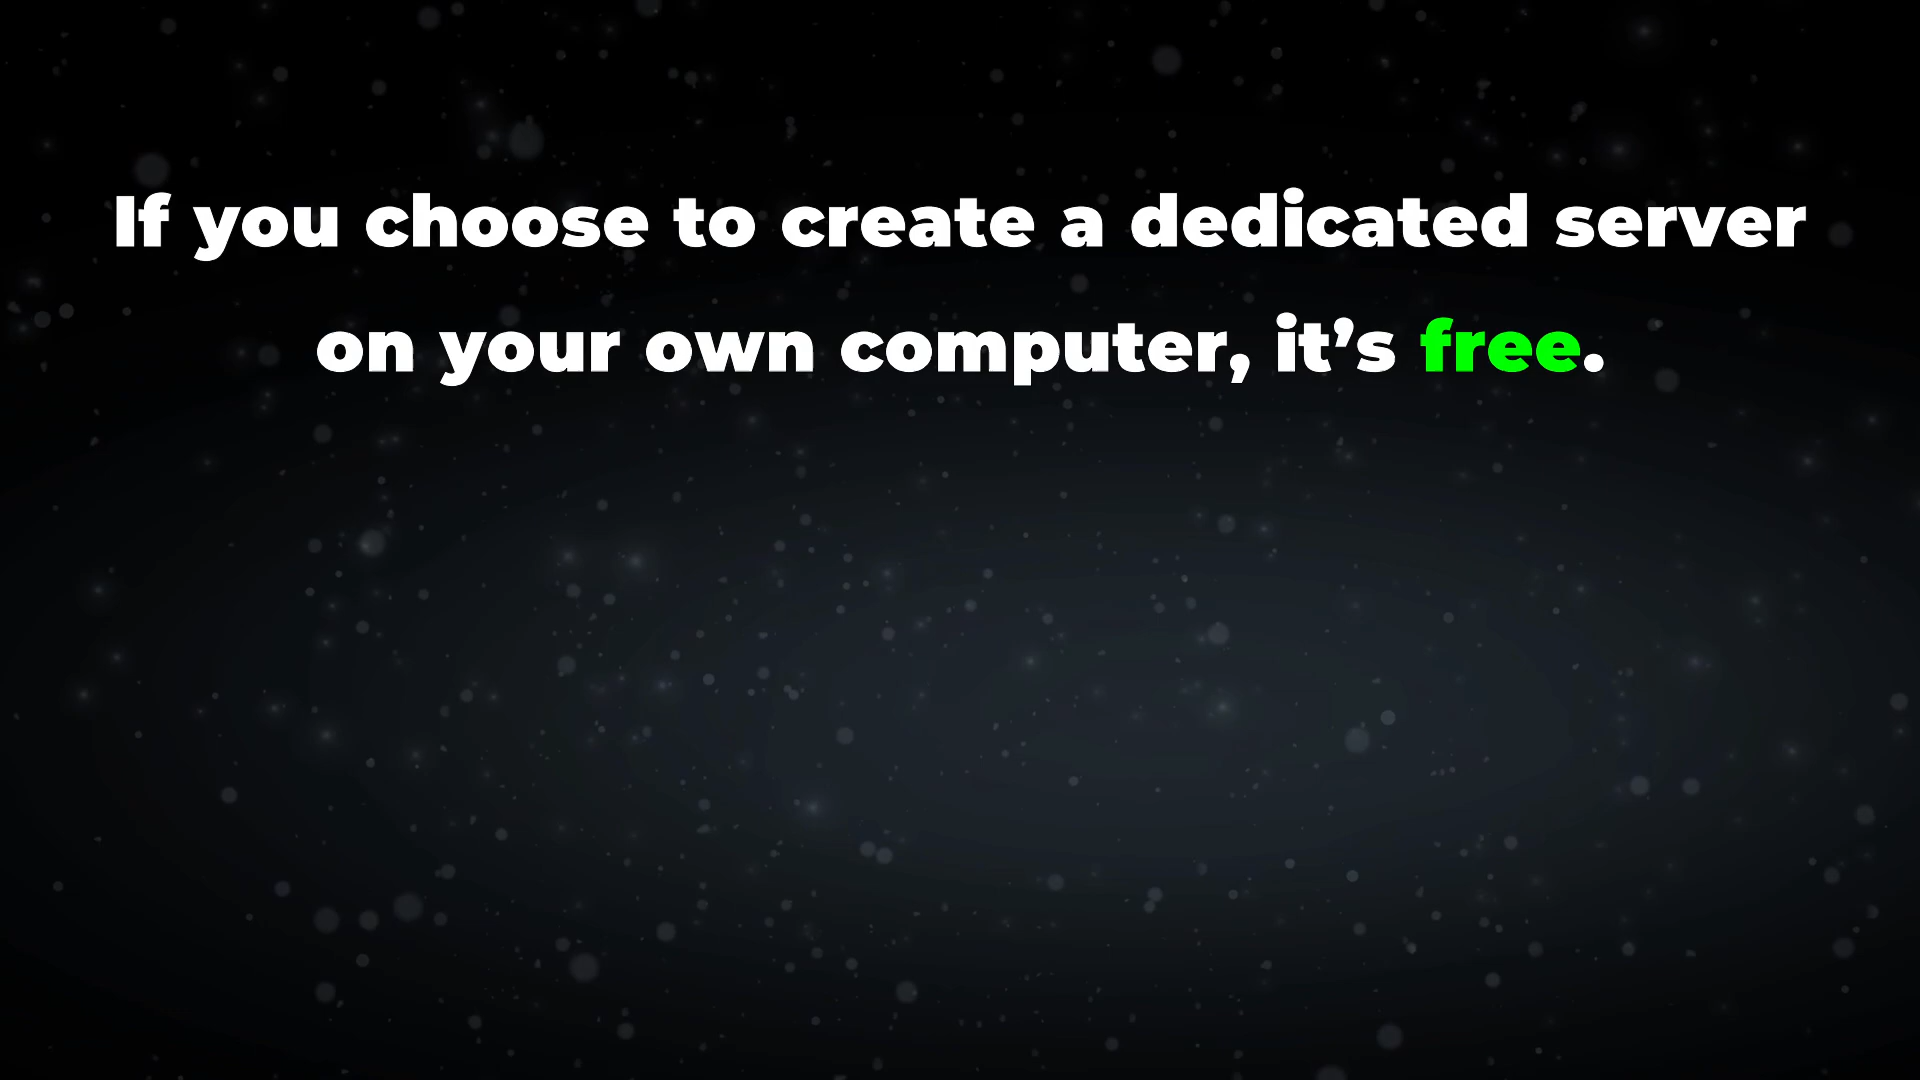 If you choose to create a dedicated server
on your own computer, it’s free.